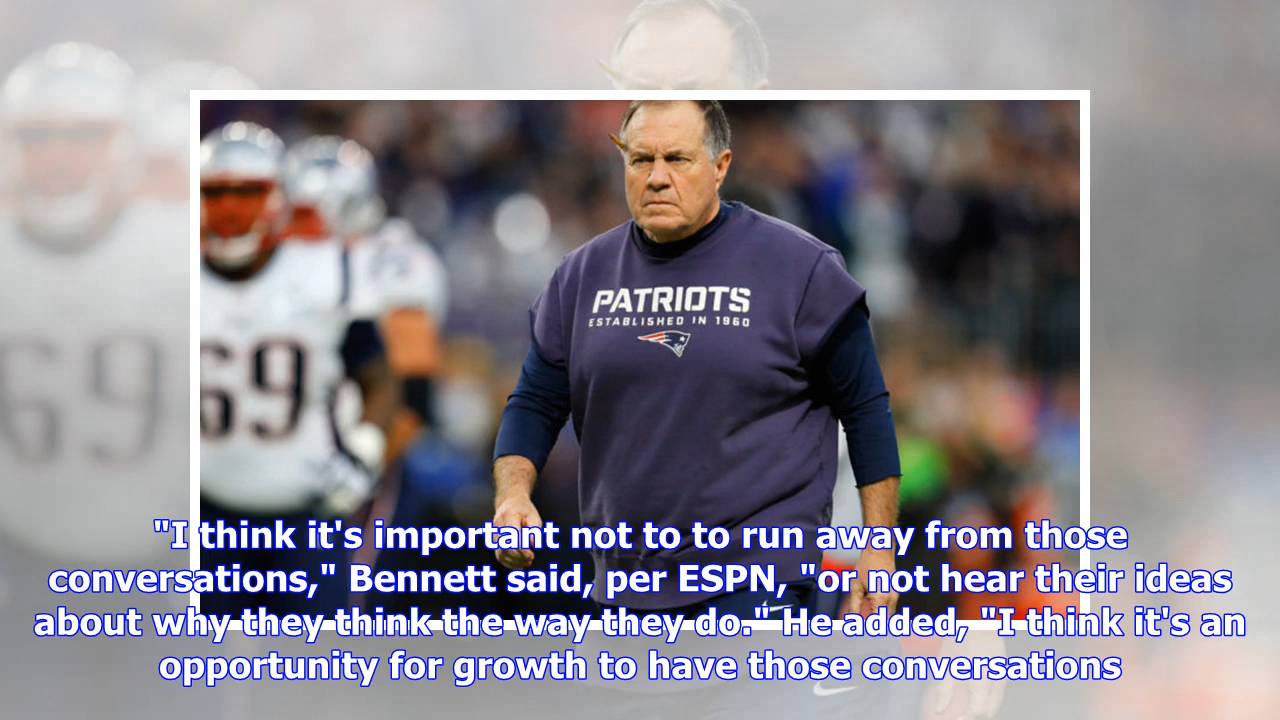 PATRIOTS
ESTABLISHED IN 1960
69
69
"I think it's important not to to run away from those
conversations," Bennett said, per ESPN, "or not hear their ideas
about why they think the way they do." He added, "I think it's an
opportunity for growth to have those conversations